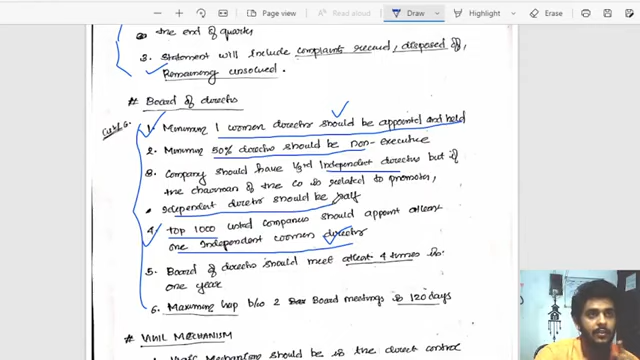 Page view
Read aloud
Draw
Highlight
Erase
the end of quarter
3. Statement will include complaints received, disposed of,
Remaining unsolved.
# Board of directors
1. Minimum 1 women director should be appointed and held
2. Minimum 50% directors should be non-executive
3. Company should have 1/3rd Independent directors but if
the chairman of the co is related to promoter,
Independent director should be half
4. Top 1000 listed companies should appoint atleast
one Independent women director
5. Board of directors should meet atleast 4 times in
one year
6. Maximum gap b/w 2 Board meetings is 120 days
# VIGIL MECHANISM
1. Vigil Mechanism should be in the direct control